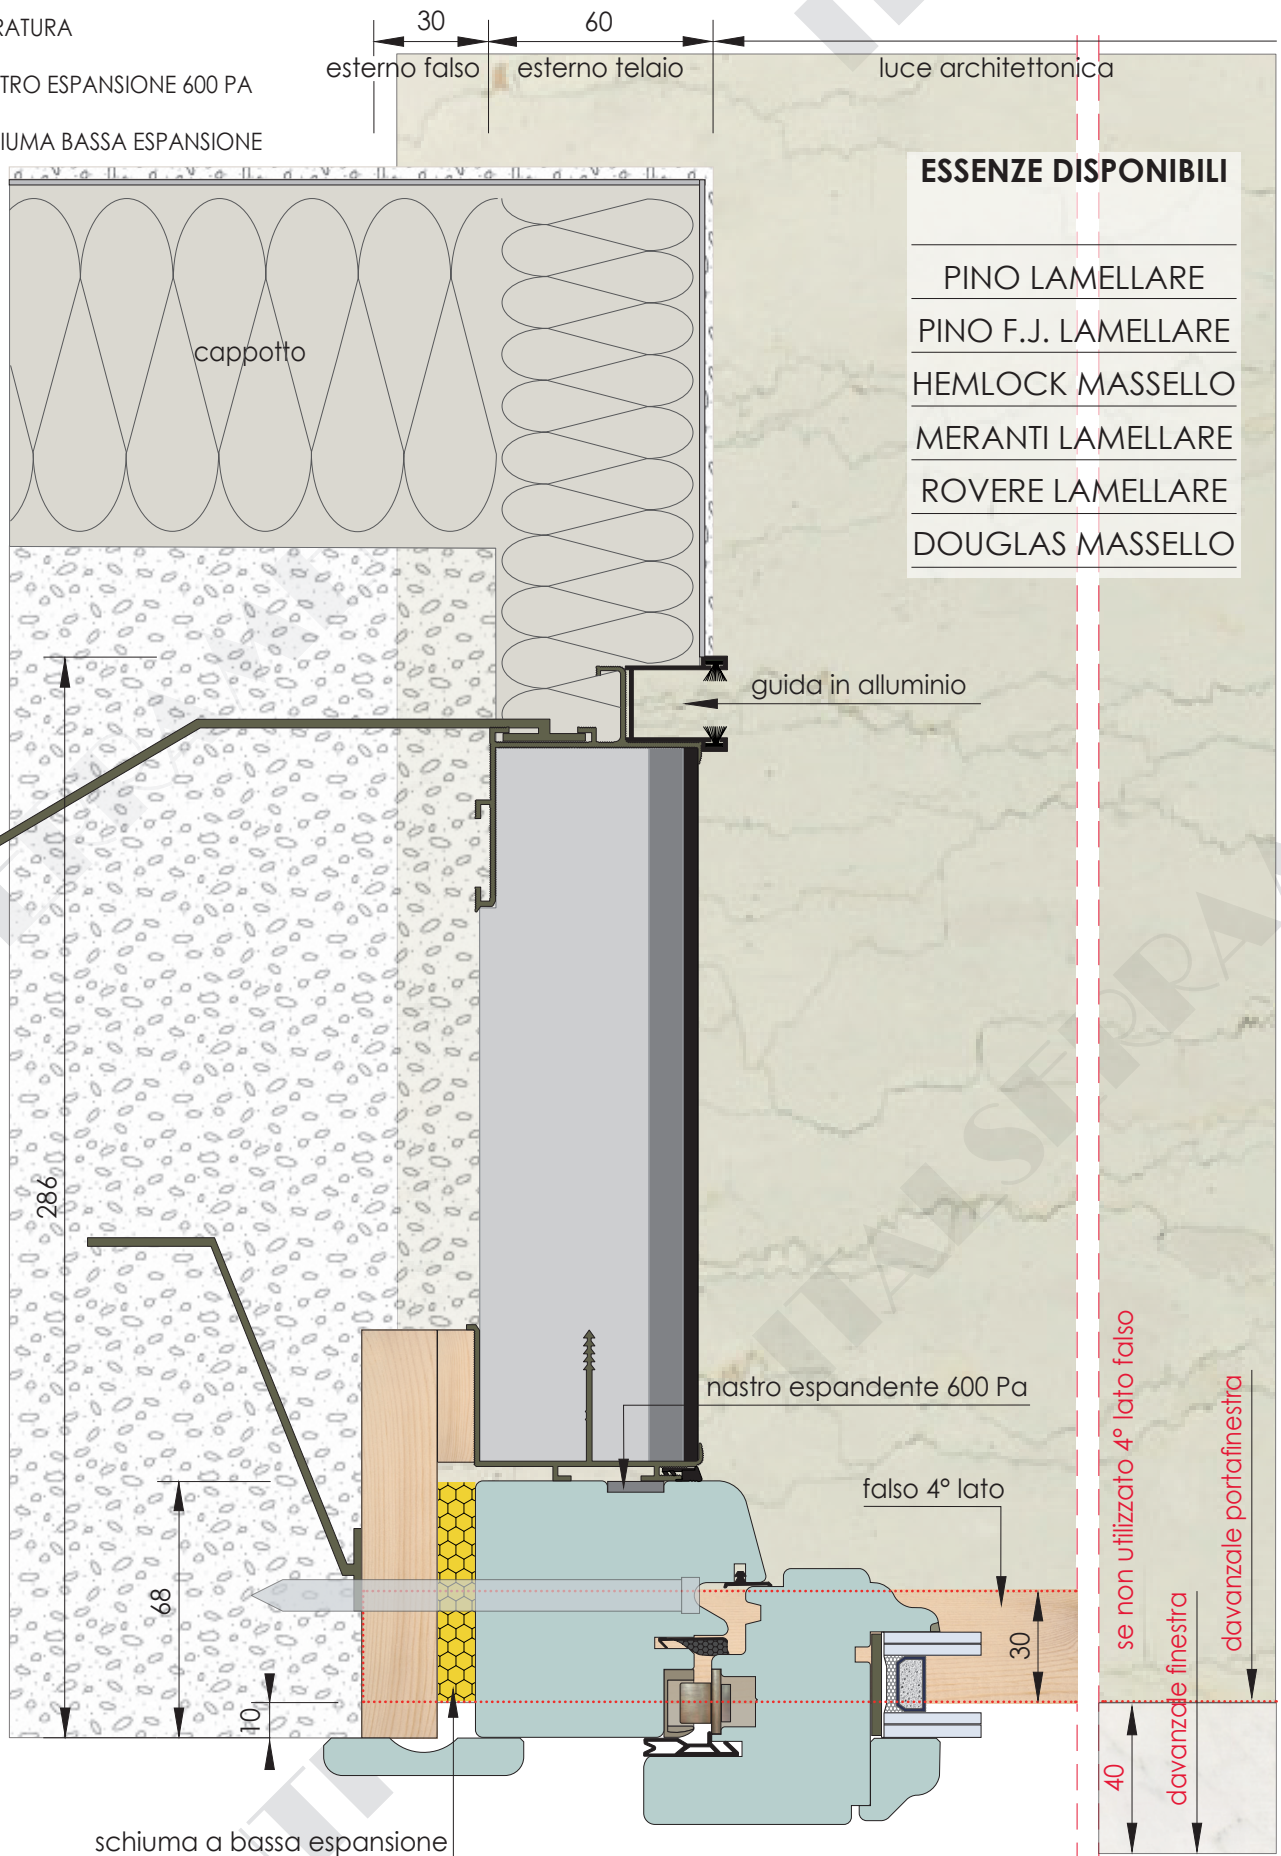 RATURA
30
60
esterno falso
esterno telaio
luce architettonica
TRO ESPANSIONE 600 PA
IUMA BASSA ESPANSIONE
ESSENZE DISPONIBILI
PINO LAMELLARE
PINO F.J. LAMELLARE
HEMLOCK MASSELLO
MERANTI LAMELLARE
ROVERE LAMELLARE
DOUGLAS MASSELLO
cappotto
guida in alluminio
286
nastro espandente 600 Pa
falso 4° lato
se non utilizzato 4° lato falso
davanzale portafinestra
davanzale finestra
68
30
10
40
schiuma a bassa espansione
ITALSERRA